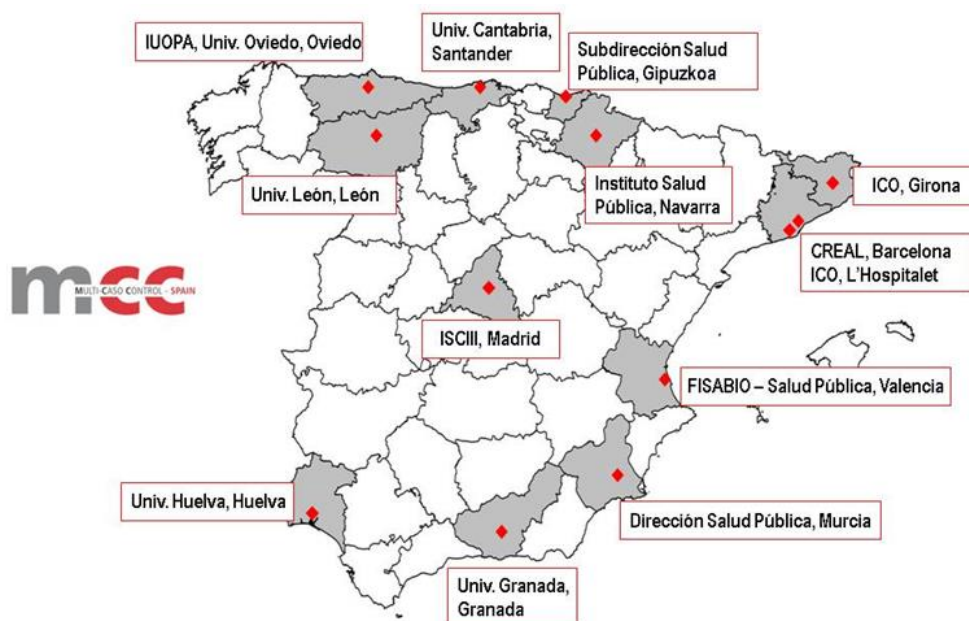 IUOPA, Univ. Oviedo, Oviedo
Univ. Cantabria,
Santander
Subdirección Salud
Pública, Gipuzkoa
Univ. León, León
Instituto Salud
Pública, Navarra
ICO, Girona
CREAL, Barcelona
ICO, L'Hospitalet
mcc
MULTI-CASO CONTROL - SPAIN
ISCIII, Madrid
FISABIO – Salud Pública, Valencia
Univ. Huelva, Huelva
Dirección Salud Pública, Murcia
Univ. Granada,
Granada